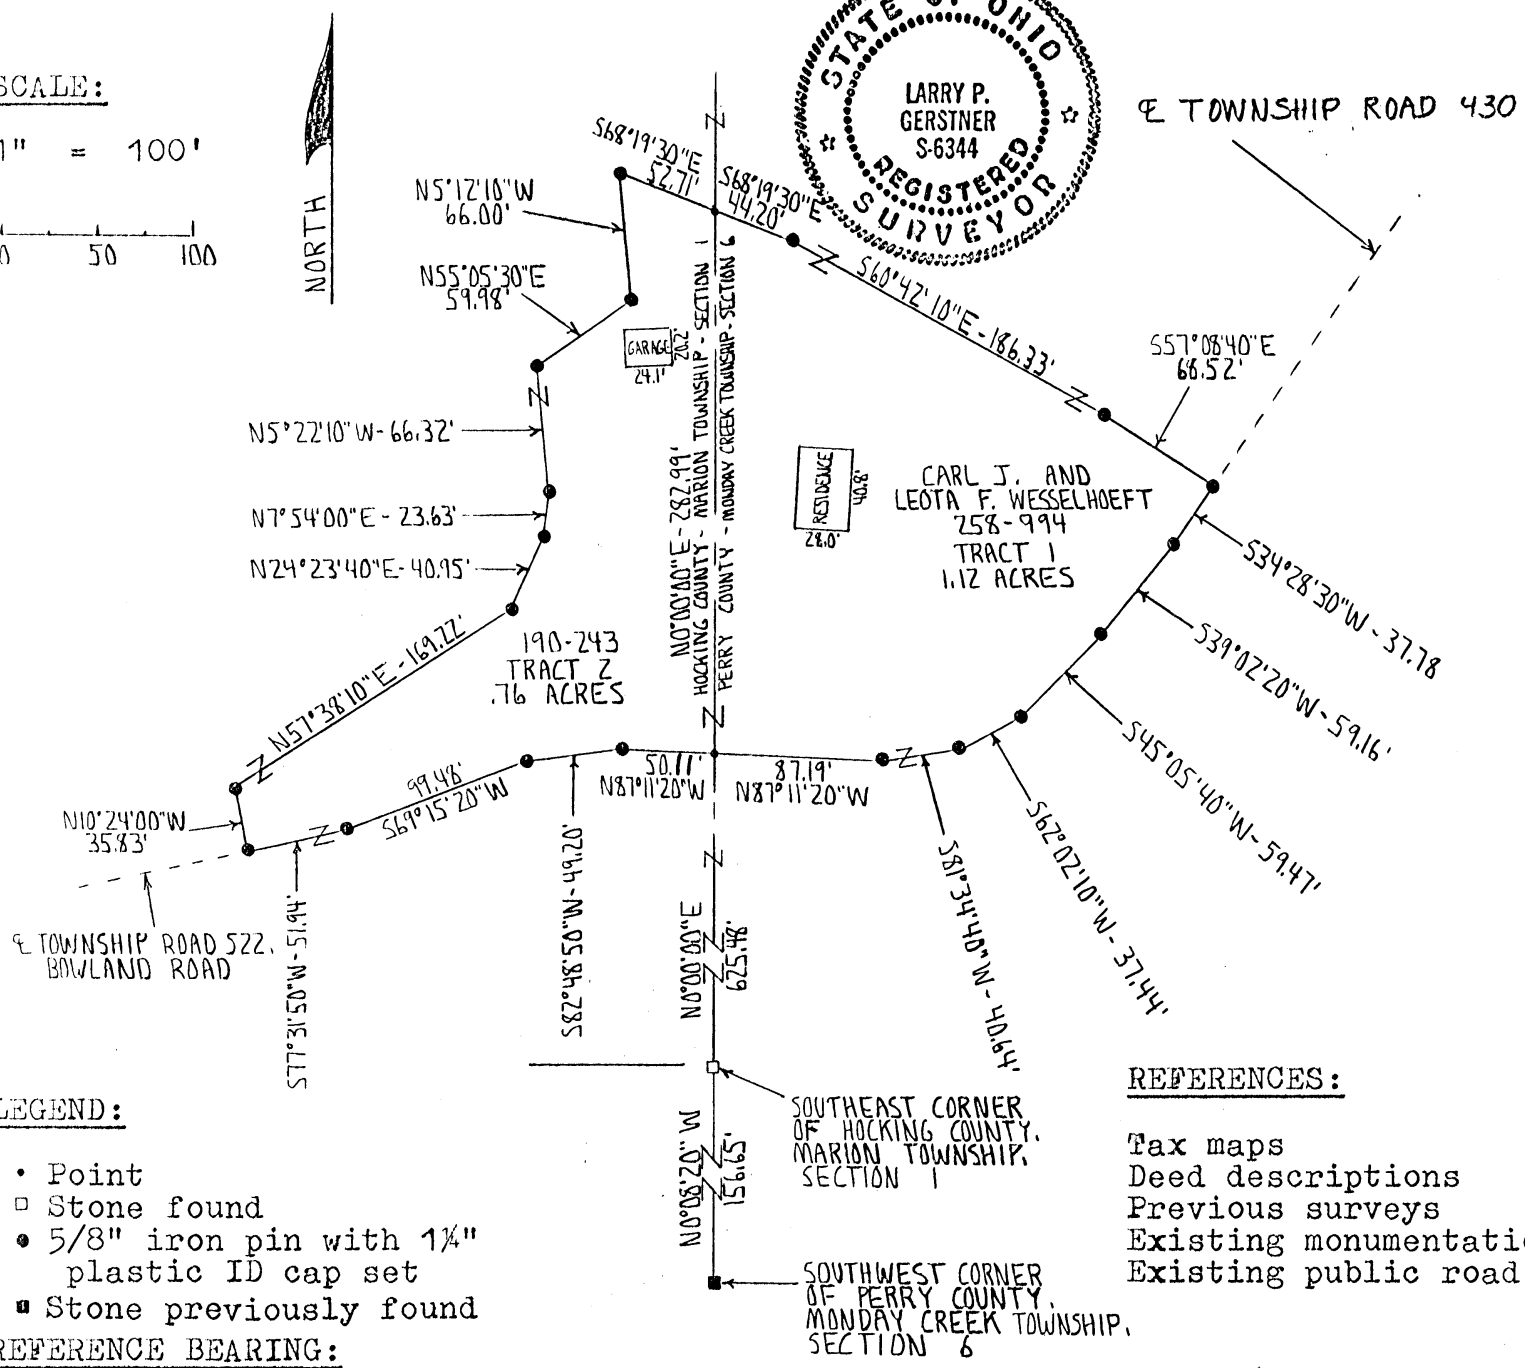 SCALE:
1" = 100'
0 50 100
NORTH
STATE OF OHIO
LARRY P.
GERSTNER
S-6344
REGISTERED
SURVEYOR
℄ TOWNSHIP ROAD 430
S68°19'30"E
52.71'
S68°19'30"E
44.20'
N5°12'10"W
66.00'
N55°05'30"E
59.98'
GARAGE
20.2'
24.1'
S60°42'10"E-186.33'
S57°08'40"E
68.52'
N5°22'10"W-66.32'
N7°54'00"E-23.63'
N24°23'40"E-40.95'
N57°38'10"E-169.22'
N0°00'00"E-282.99'
HOCKING COUNTY - MARION TOWNSHIP - SECTION 1
PERRY COUNTY - MONDAY CREEK TOWNSHIP - SECTION 6
RESIDENCE
40.8'
28.0'
CARL J. AND
LEOTA F. WESSELHOEFT
258-994
TRACT 1
1.12 ACRES
190-243
TRACT 2
.76 ACRES
S34°28'30"W-37.78
S39°02'20"W-59.16'
S45°05'40"W-59.47'
S62°02'10"W-37.44'
S81°34'40"W-40.64'
87.19'
N87°11'20"W
50.11'
N87°11'20"W
S82°48'50"W-49.20'
99.48'
S69°15'20"W
S77°31'50"W-51.94'
N10°24'00"W
35.83'
℄ TOWNSHIP ROAD 522,
BOWLAND ROAD
N0°00'00"E
625.48'
N0°08'20"W
156.65'
SOUTHEAST CORNER
OF HOCKING COUNTY,
MARION TOWNSHIP,
SECTION 1
SOUTHWEST CORNER
OF PERRY COUNTY,
MONDAY CREEK TOWNSHIP,
SECTION 6
LEGEND:
Point
Stone found
5/8" iron pin with 1¼"
plastic ID cap set
Stone previously found
REFERENCE BEARING:
REFERENCES:
Tax maps
Deed descriptions
Previous surveys
Existing monumentati
Existing public road